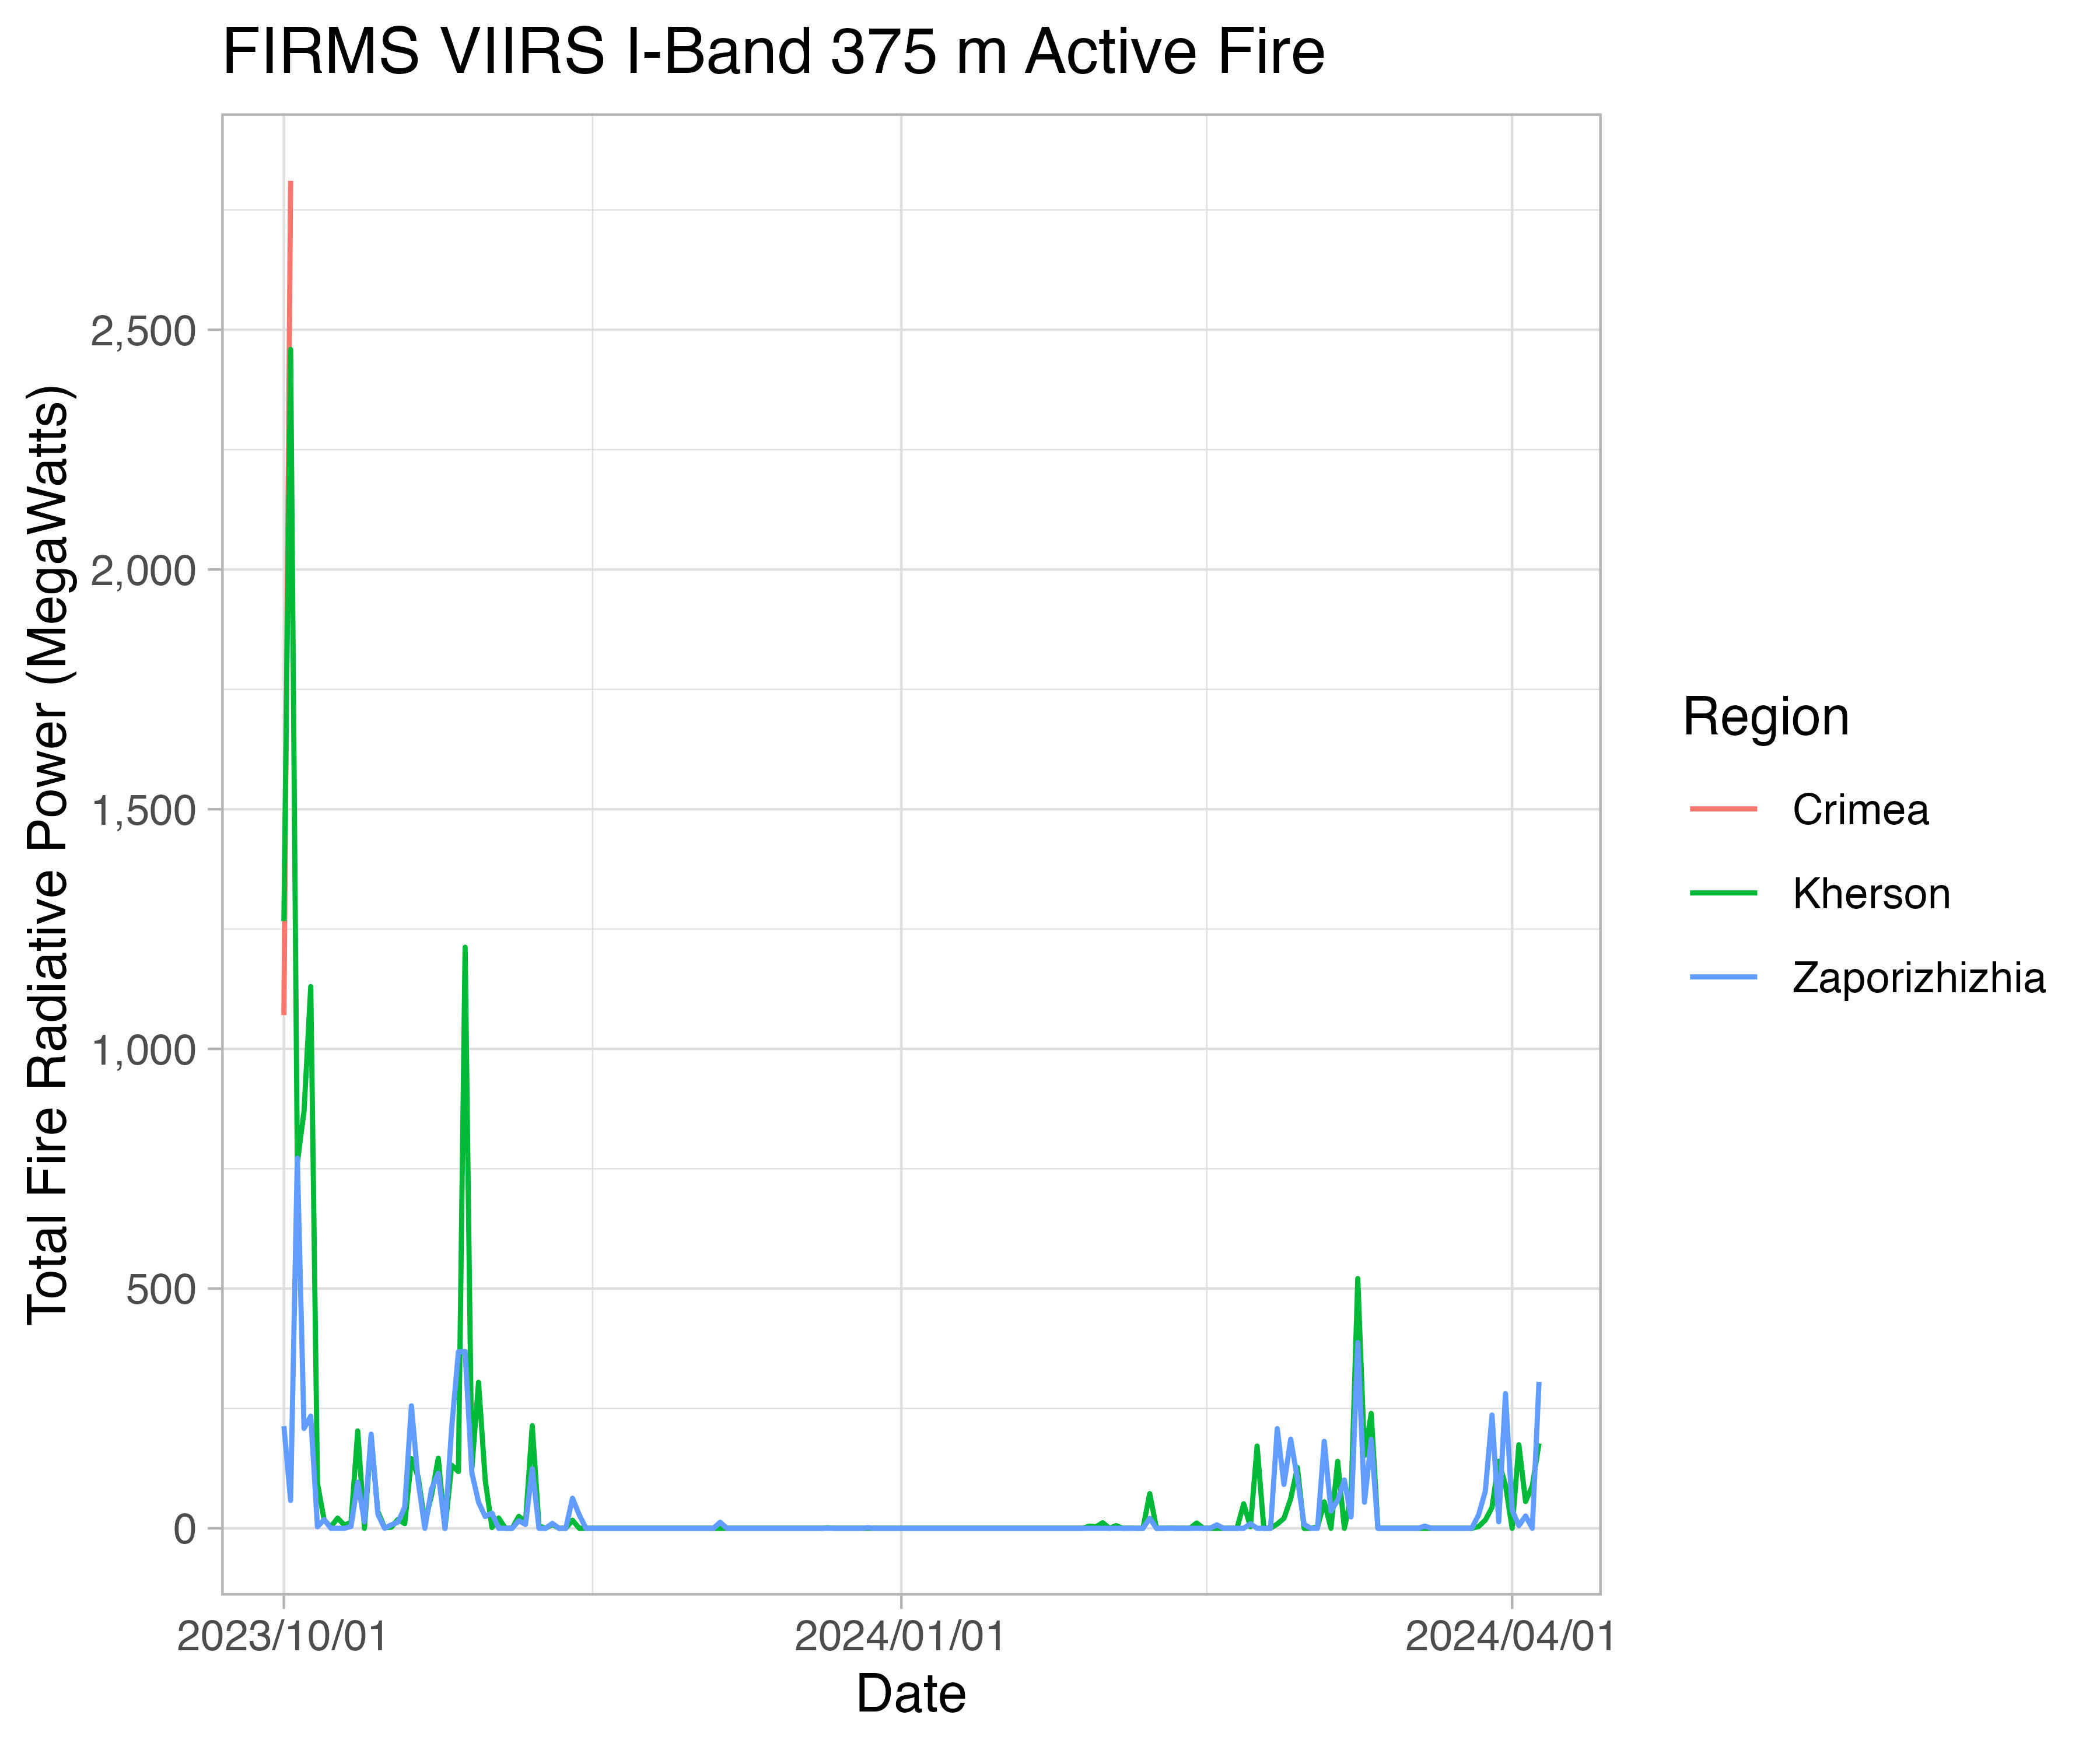 FIRMS VIIRS I-Band 375 m Active Fire
Total Fire Radiative Power (MegaWatts)
2,500
2,000
1,500
1,000
500
0
2023/10/01
2024/01/01
2024/04/01
Date
Region
Crimea
Kherson
Zaporizhizhia